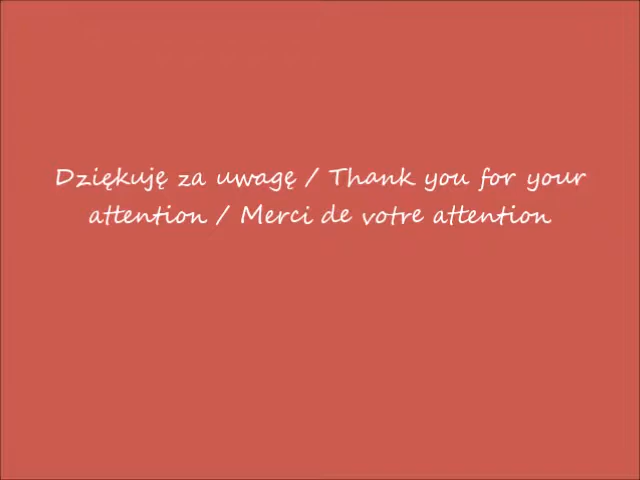 Dziękuję za uwagę / Thank you for your
attention / Merci de votre attention